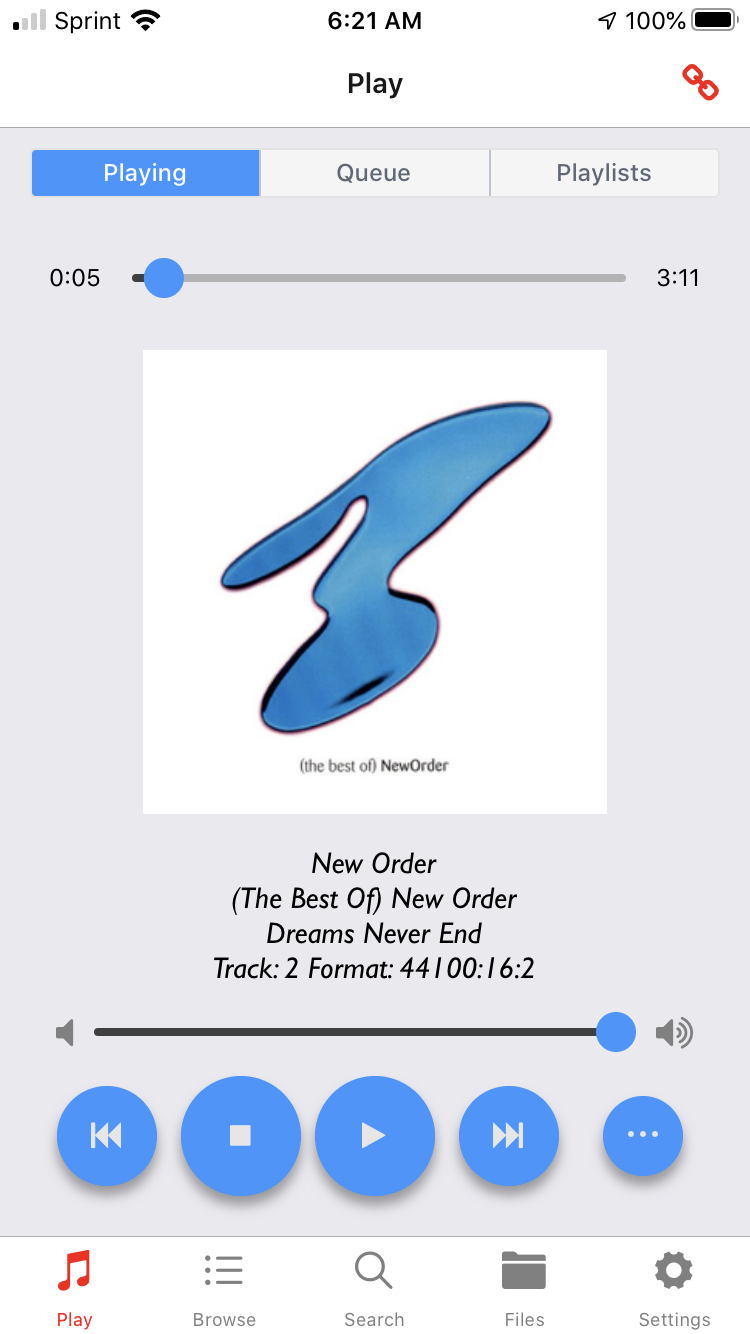 Sprint 6:21 AM 100%
Play
Playing Queue Playlists
0:05 3:11
(the best of) NewOrder
New Order
(The Best Of) New Order
Dreams Never End
Track: 2 Format: 44100:16:2
Play Browse Search Files Settings